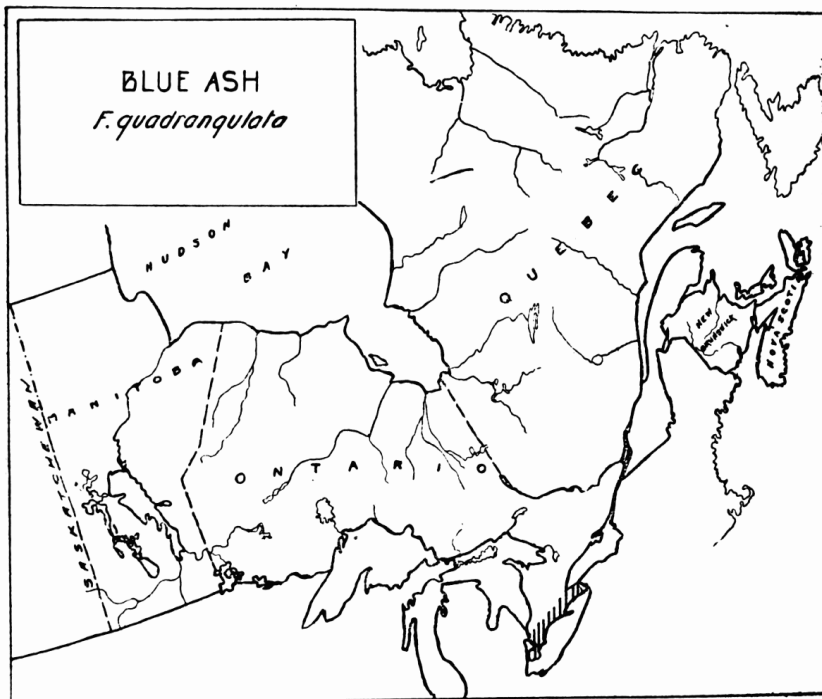 BLUE ASH
F. quadrangulata
HUDSON
BAY
QUEBEC
NEW
BRUNSWICK
NOVA SCOTIA
MANITOBA
SASKATCHEWAN
ONTARIO